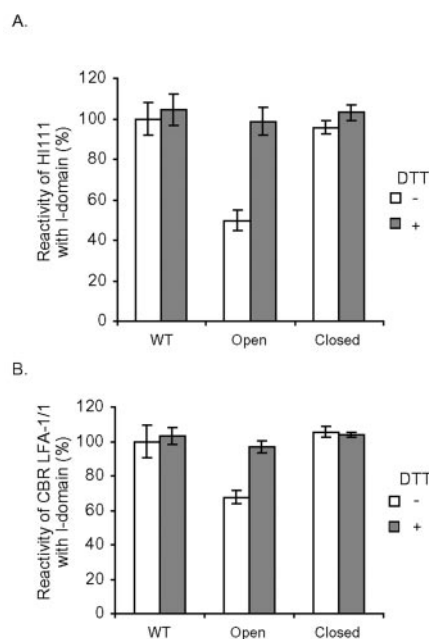 A.
Reactivity of HI111
with I-domain (%)
120
100
80
60
40
20
0
WT Open Closed
DTT
-
+
B.
Reactivity of CBR LFA-1/1
with I-domain (%)
120
100
80
60
40
20
0
WT Open Closed
DTT
-
+